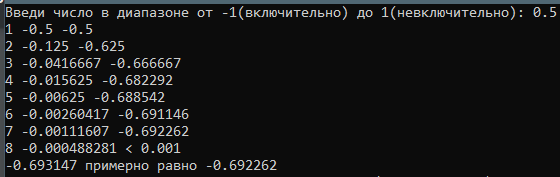 Введи число в диапазоне от -1(включительно) до 1(невключительно): 0.5
1 -0.5 -0.5
2 -0.125 -0.625
3 -0.0416667 -0.666667
4 -0.015625 -0.682292
5 -0.00625 -0.688542
6 -0.00260417 -0.691146
7 -0.00111607 -0.692262
8 -0.000488281 < 0.001
-0.693147 примерно равно -0.692262